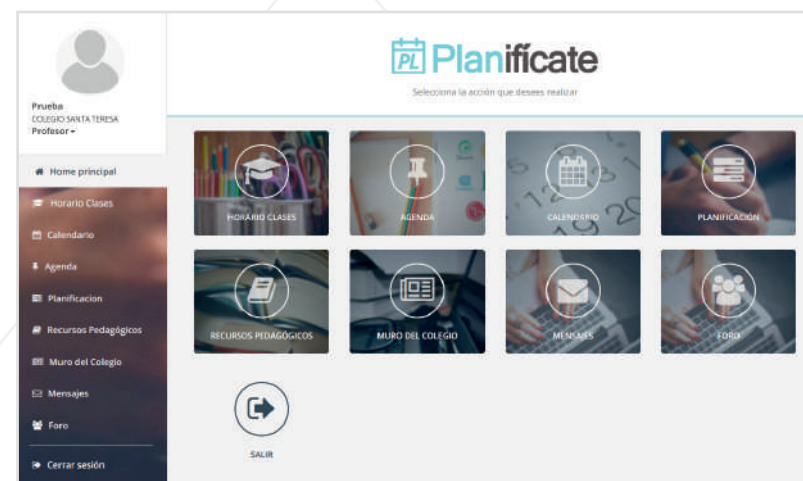 Prueba
COLEGIO SANTA TERESA
Profesor
Home principal
Horario Clases
Calendario
Agenda
Planificacion
Recursos Pedagógicos
Muro del Colegio
Mensajes
Foro
Cerrar sesión
PL Planifícate
Selecciona la acción que desees realizar
HORARIO CLASES
AGENDA
CALENDARIO
PLANIFICACIÓN
RECURSOS PEDAGÓGICOS
MURO DEL COLEGIO
MENSAJES
FORO
SALIR